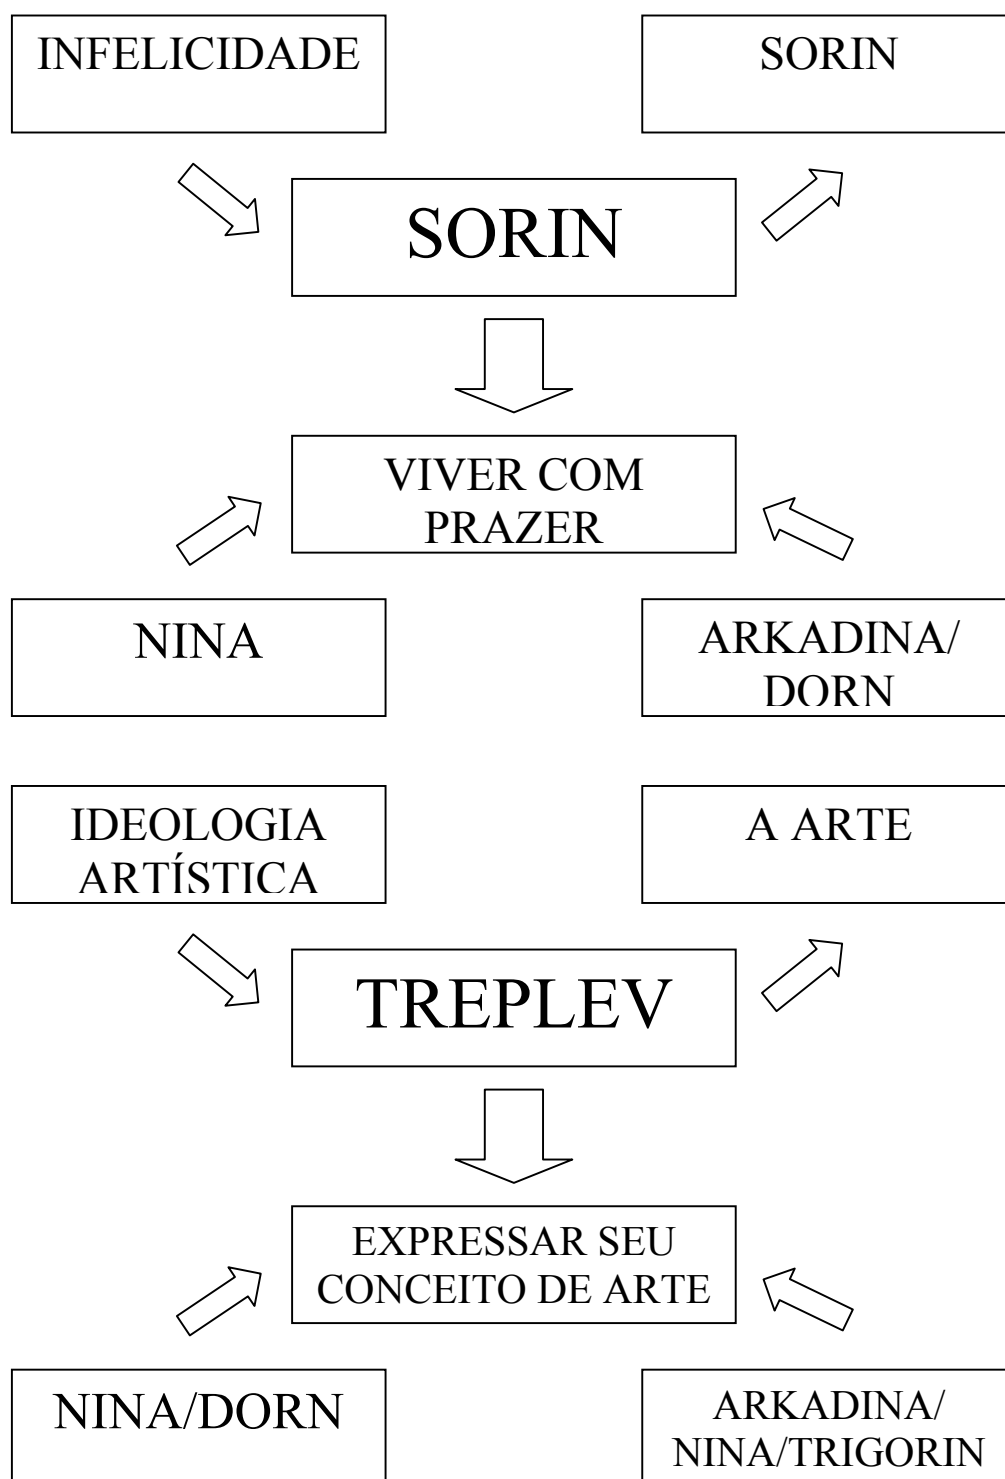 INFELICIDADE
SORIN
SORIN
VIVER COM
PRAZER
NINA
ARKADINA/
DORN
IDEOLOGIA
ARTÍSTICA
A ARTE
TREPLEV
EXPRESSAR SEU
CONCEITO DE ARTE
NINA/DORN
ARKADINA/
NINA/TRIGORIN